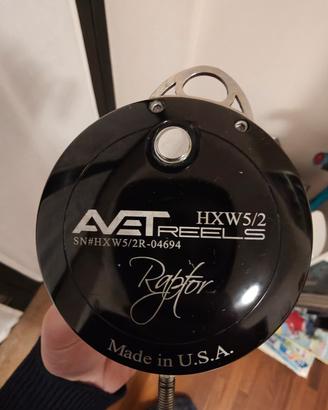 HXW5/2
AVET REELS
SN#HXW5/2R-04694
Raptor
Made in U.S.A.